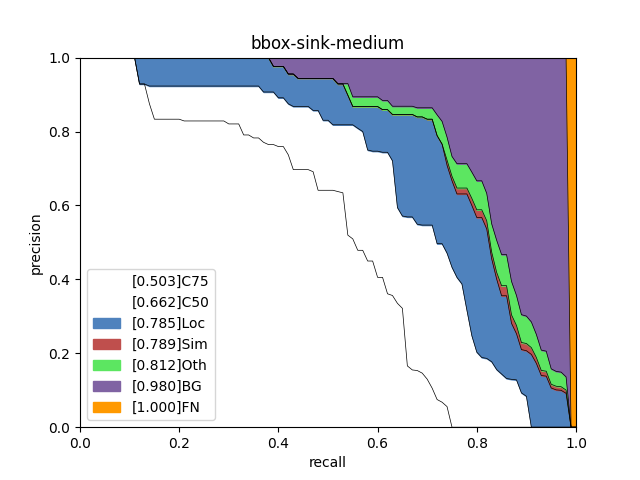 bbox-sink-medium
1.0
0.8
0.6
0.4
0.2
0.0
precision
[0.503]C75
[0.662]C50
[0.785]Loc
[0.789]Sim
[0.812]Oth
[0.980]BG
[1.000]FN
0.0 0.2 0.4 0.6 0.8 1.0
recall